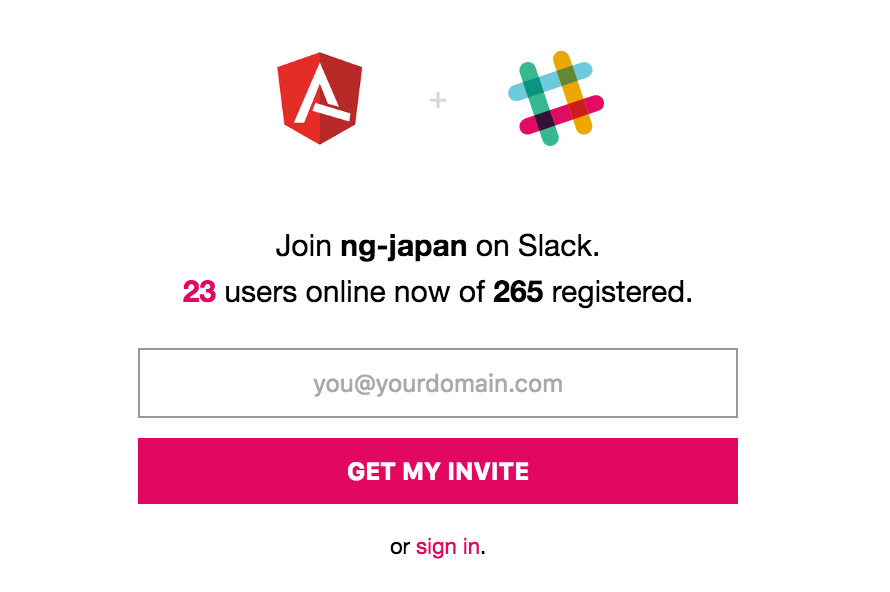 +
Join ng-japan on Slack.
23 users online now of 265 registered.
you@yourdomain.com
GET MY INVITE
or sign in.